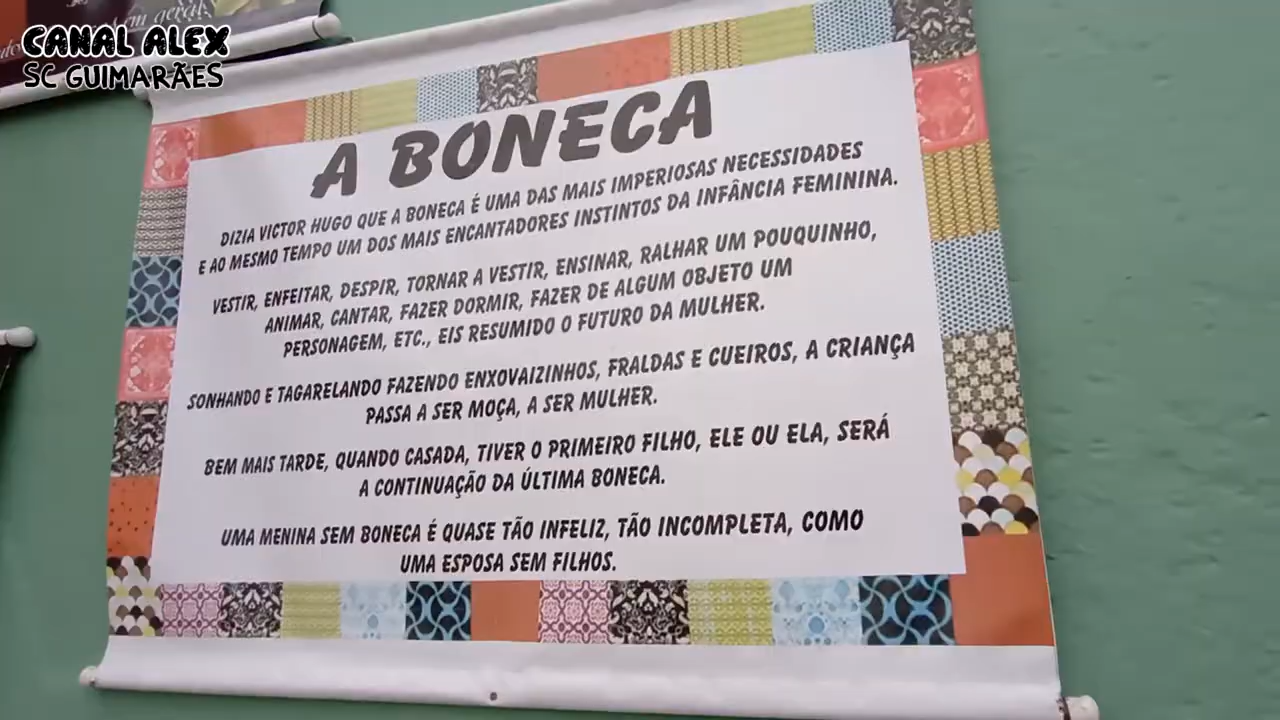 em geral,
CANAL ALEX
SC GUIMARÃES
A BONECA
DIZIA VICTOR HUGO QUE A BONECA É UMA DAS MAIS IMPERIOSAS NECESSIDADES
E AO MESMO TEMPO UM DOS MAIS ENCANTADORES INSTINTOS DA INFÂNCIA FEMININA.
VESTIR, ENFEITAR, DESPIR, TORNAR A VESTIR, ENSINAR, RALHAR UM POUQUINHO,
ANIMAR, CANTAR, FAZER DORMIR, FAZER DE ALGUM OBJETO UM
PERSONAGEM, ETC., EIS RESUMIDO O FUTURO DA MULHER.
SONHANDO E TAGARELANDO FAZENDO ENXOVAIZINHOS, FRALDAS E CUEIROS, A CRIANÇA
PASSA A SER MOÇA, A SER MULHER.
BEM MAIS TARDE, QUANDO CASADA, TIVER O PRIMEIRO FILHO, ELE OU ELA, SERÁ
A CONTINUAÇÃO DA ÚLTIMA BONECA.
UMA MENINA SEM BONECA É QUASE TÃO INFELIZ, TÃO INCOMPLETA, COMO
UMA ESPOSA SEM FILHOS.